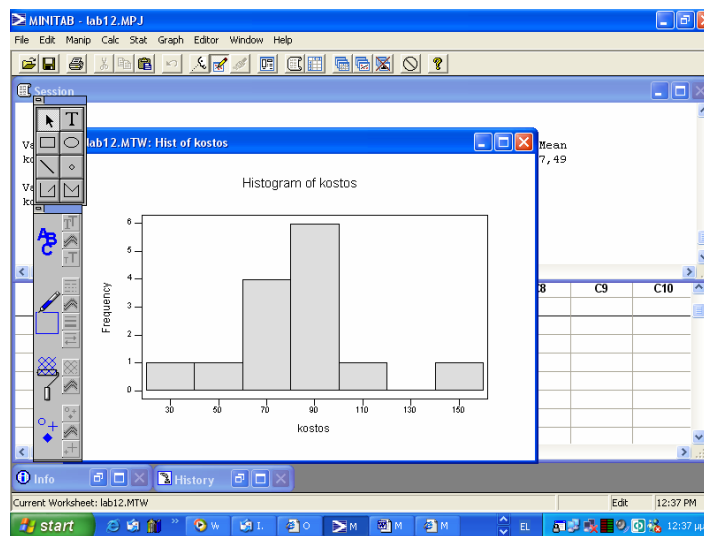 MINITAB - lab12.MPJ
File Edit Manip Calc Stat Graph Editor Window Help
Session
Mean
7,49
lab12.MTW: Hist of kostos
T
Histogram of kostos
Frequency
6
5
4
3
2
1
0
30 50 70 90 110 130 150
kostos
ABC
C9 C10
Info
History
Current Worksheet: lab12.MTW
Edit
12:37 PM
start
W
I.
O
M
M
M
EL
12:37 μμ